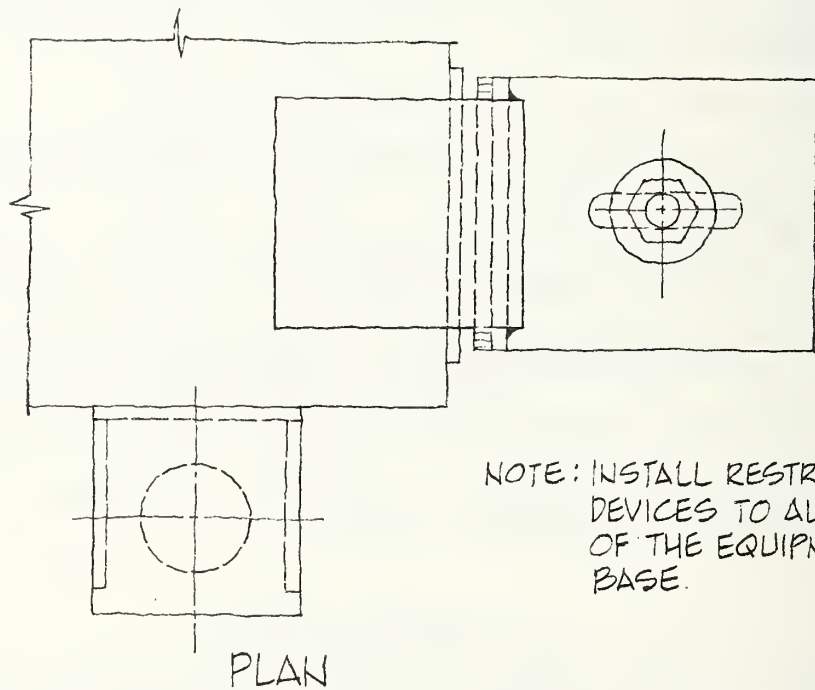 NOTE: INSTALL RESTR
DEVICES TO AL
OF THE EQUIPM
BASE.
PLAN